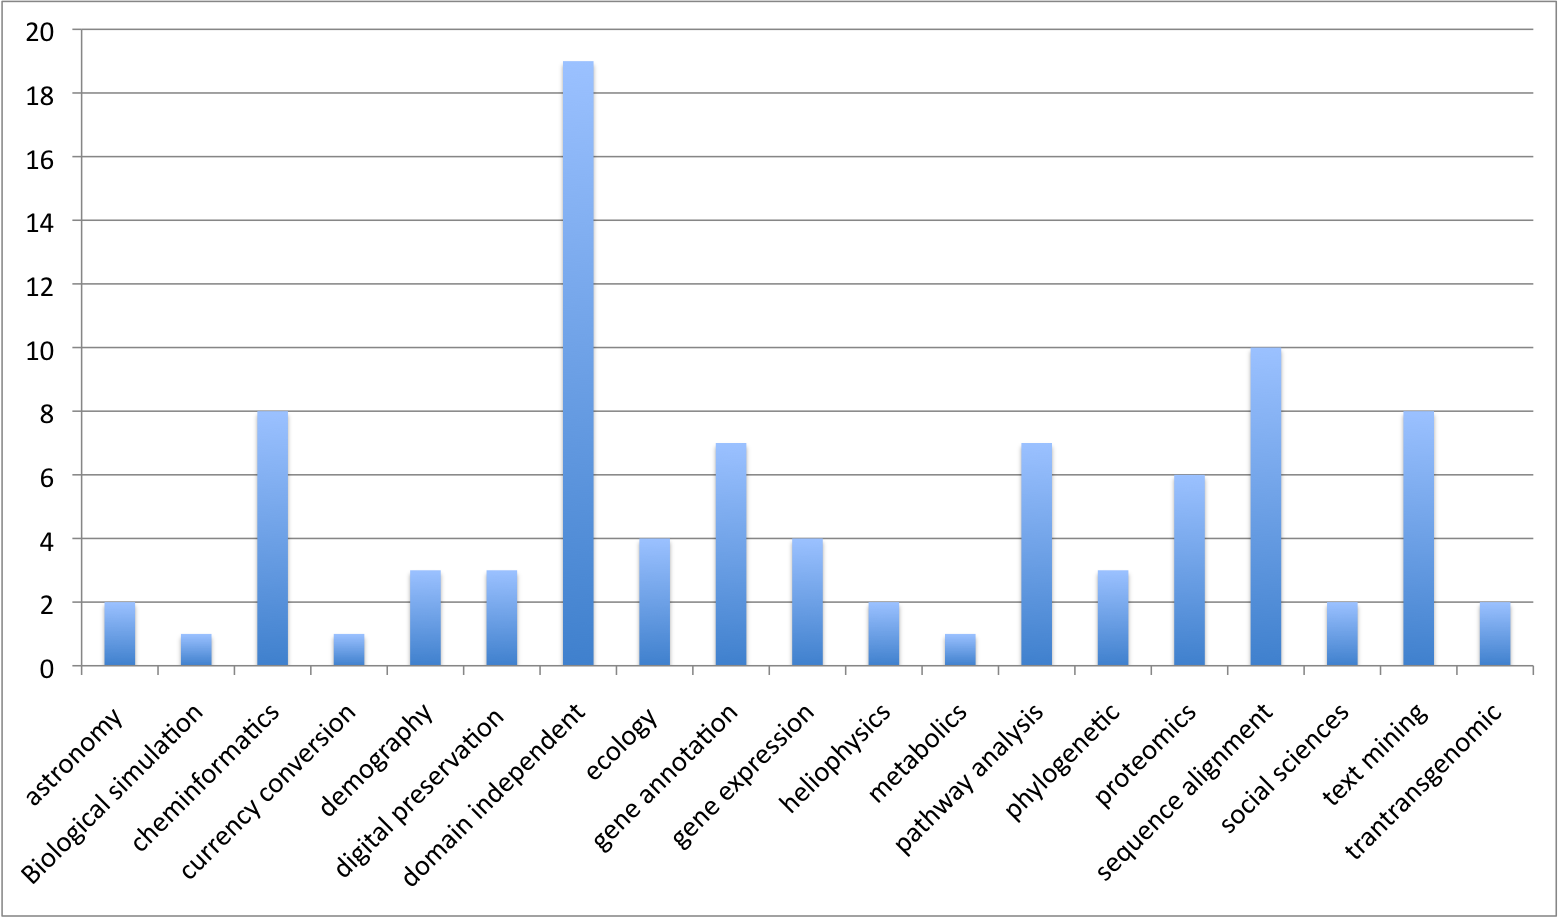 20
18
16
14
12
10
8
6
4
2
0
astronomy
Biological simulation
cheminformatics
currency conversion
demography
digital preservation
domain independent
ecology
gene annotation
gene expression
heliophysics
metabolics
pathway analysis
phylogenetic
proteomics
sequence alignment
social sciences
text mining
trantransgenomic